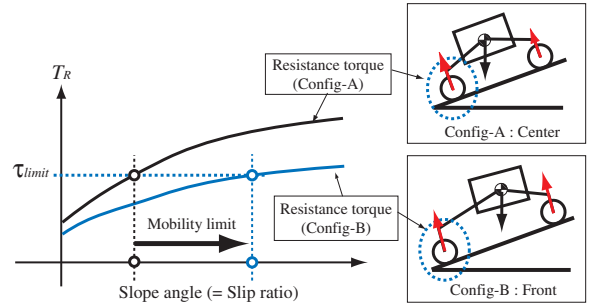 T_R
τ_limit
Resistance torque
(Config-A)
Mobility limit
Resistance torque
(Config-B)
Slope angle (= Slip ratio)
Config-A : Center
Config-B : Front